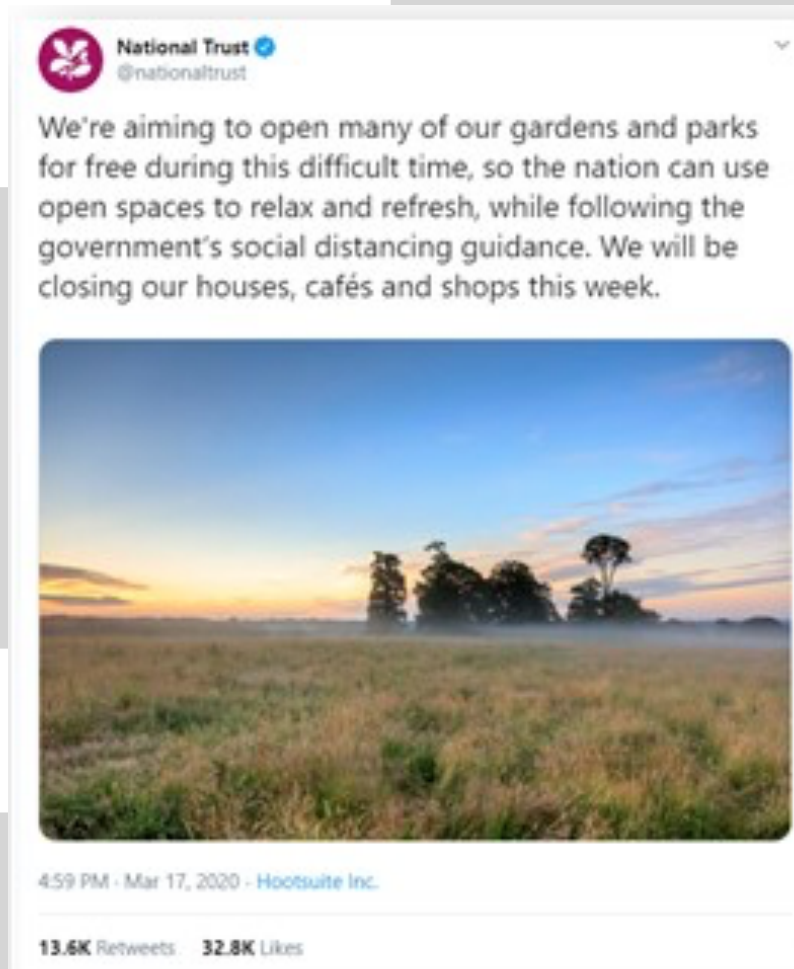 National Trust
@nationaltrust
We're aiming to open many of our gardens and parks
for free during this difficult time, so the nation can use
open spaces to relax and refresh, while following the
government's social distancing guidance. We will be
closing our houses, cafés and shops this week.
4:59 PM · Mar 17, 2020 · Hootsuite Inc.
13.6K Retweets 32.8K Likes